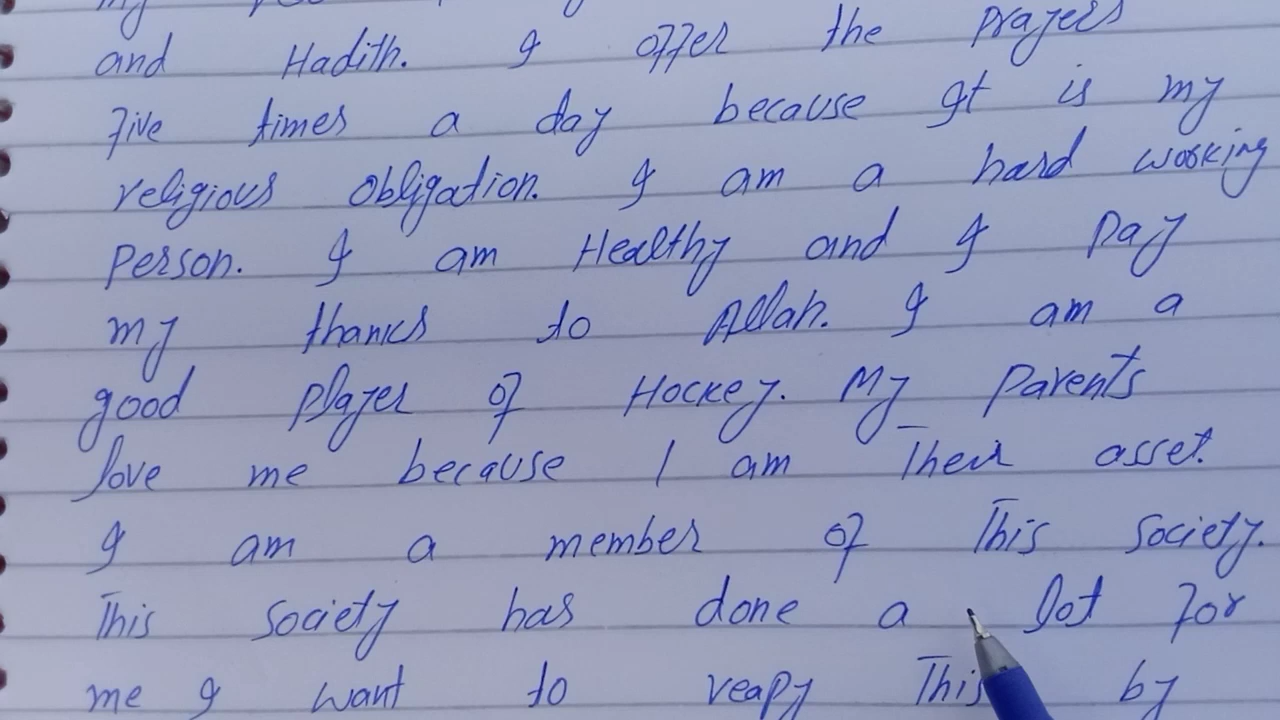 my
and Hadith. I offer the prayers
five times a day because It is my
religious obligation. I am a hard working
Person. I am Healthy and I Pay
my thanks to Allah. I am a
good Player of Hockey. My Parents
love me because I am Their asset.
I am a member of This Society.
This Society has done a lot for
me I want to reapy This by